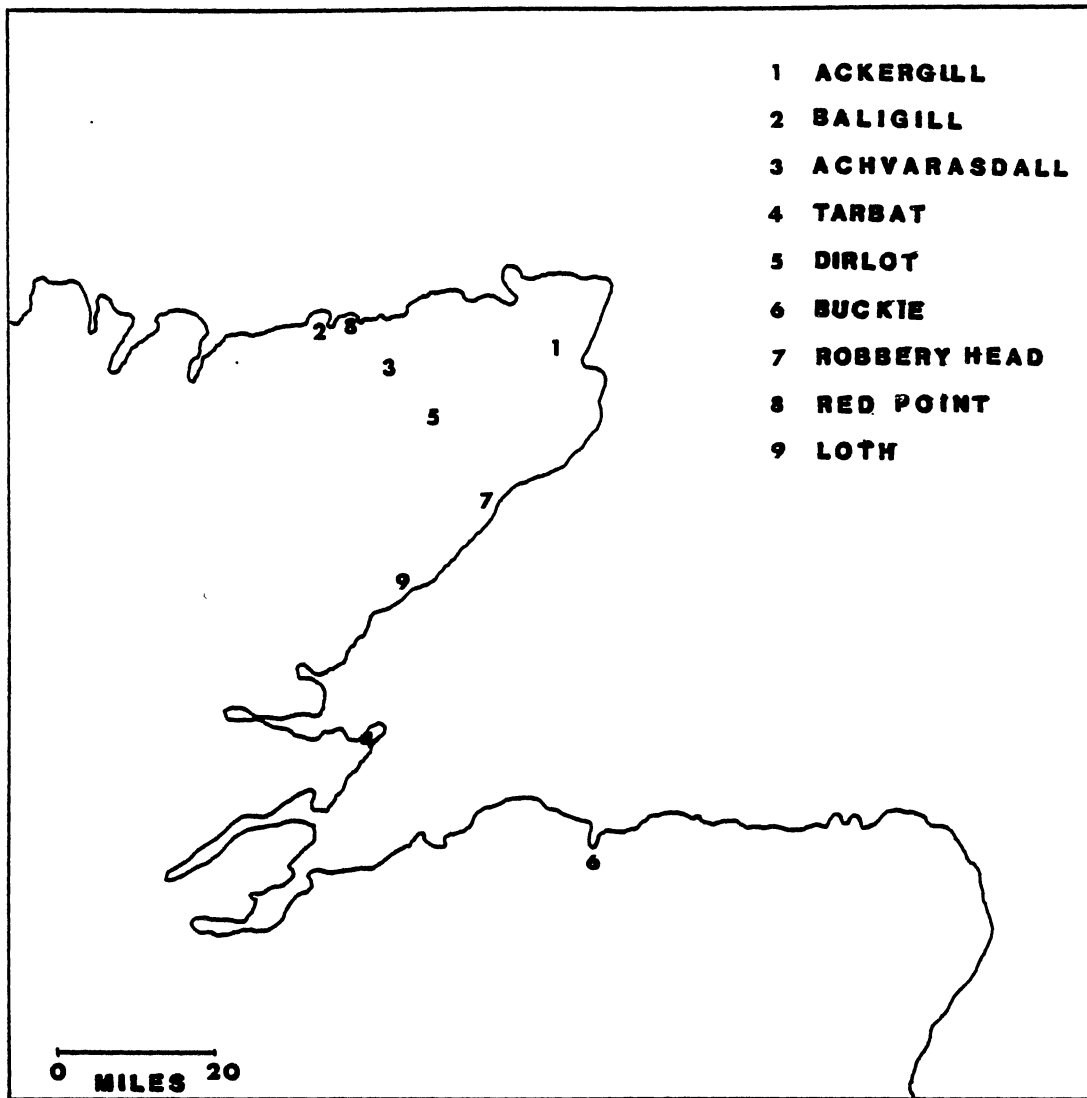 1 ACKERGILL
2 BALIGILL
3 ACHVARASDALL
4 TARBAT
5 DIRLOT
6 BUCKIE
7 ROBBERY HEAD
8 RED POINT
9 LOTH
2 8
1
3
5
7
9
4
6
0 20
MILES